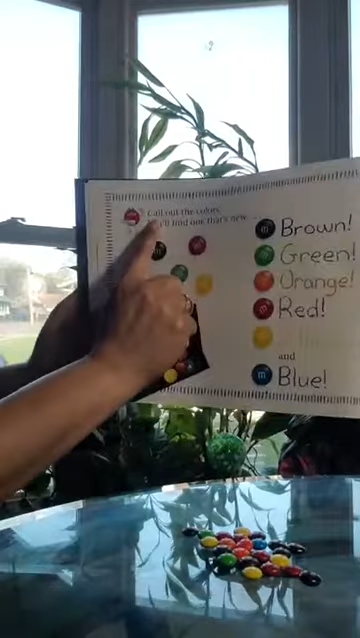 Call out the colors.
find one that's new.
Brown!
Green!
Orange!
Red!
and
Blue!